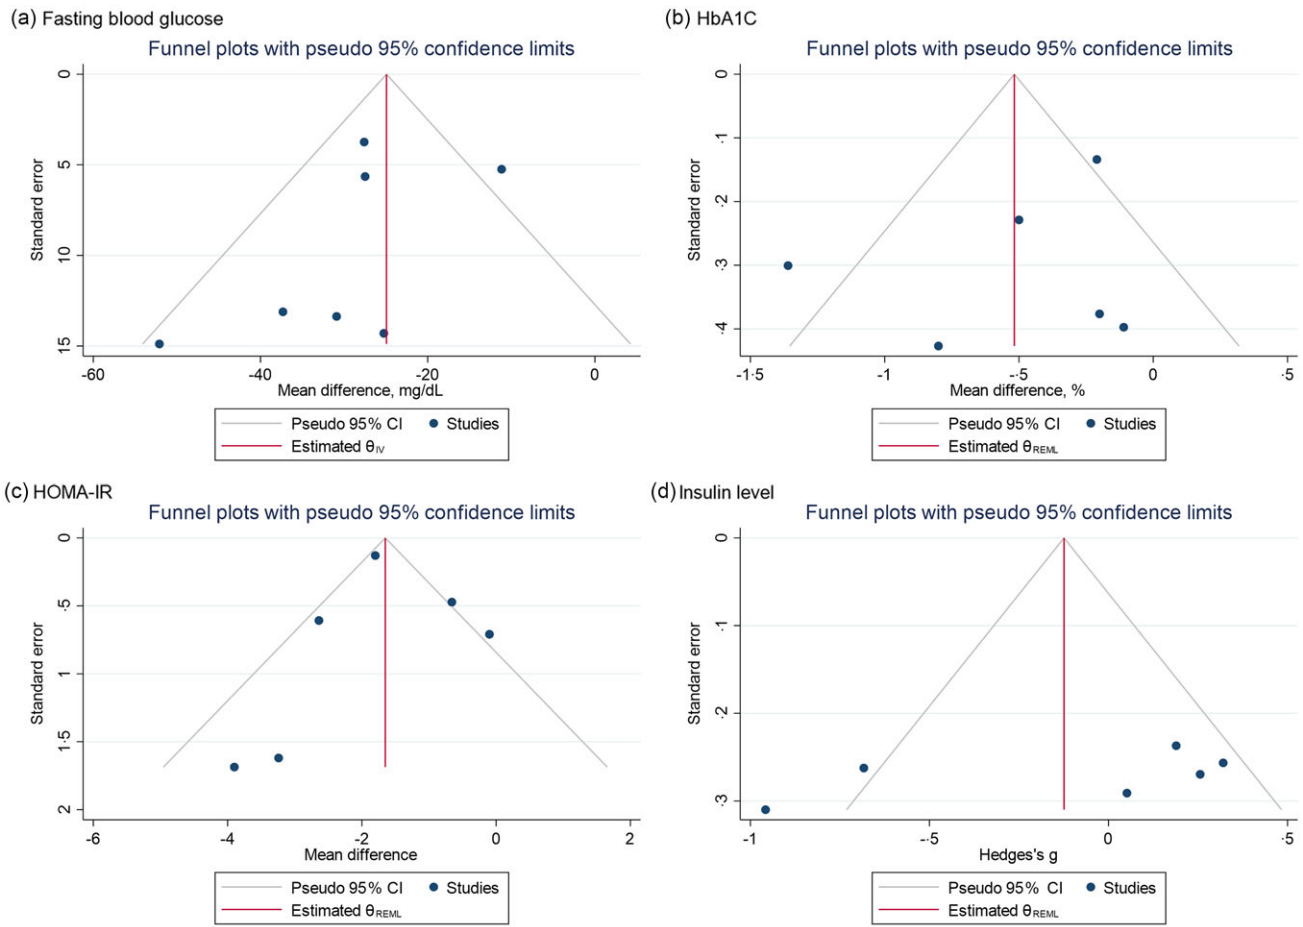 (a) Fasting blood glucose
Funnel plots with pseudo 95% confidence limits
Standard error
0
5
10
15
-60 -40 -20 0
Mean difference, mg/dL
Pseudo 95% CI Studies
Estimated θIV
(b) HbA1C
Funnel plots with pseudo 95% confidence limits
Standard error
0
·1
·2
·3
·4
-1·5 -1 -·5 0 ·5
Mean difference, %
Pseudo 95% CI Studies
Estimated θREML
(c) HOMA-IR
Funnel plots with pseudo 95% confidence limits
Standard error
0
·5
1
1·5
2
-6 -4 -2 0 2
Mean difference
Pseudo 95% CI Studies
Estimated θREML
(d) Insulin level
Funnel plots with pseudo 95% confidence limits
Standard error
0
·1
·2
·3
-1 -·5 0 ·5
Hedges's g
Pseudo 95% CI Studies
Estimated θREML